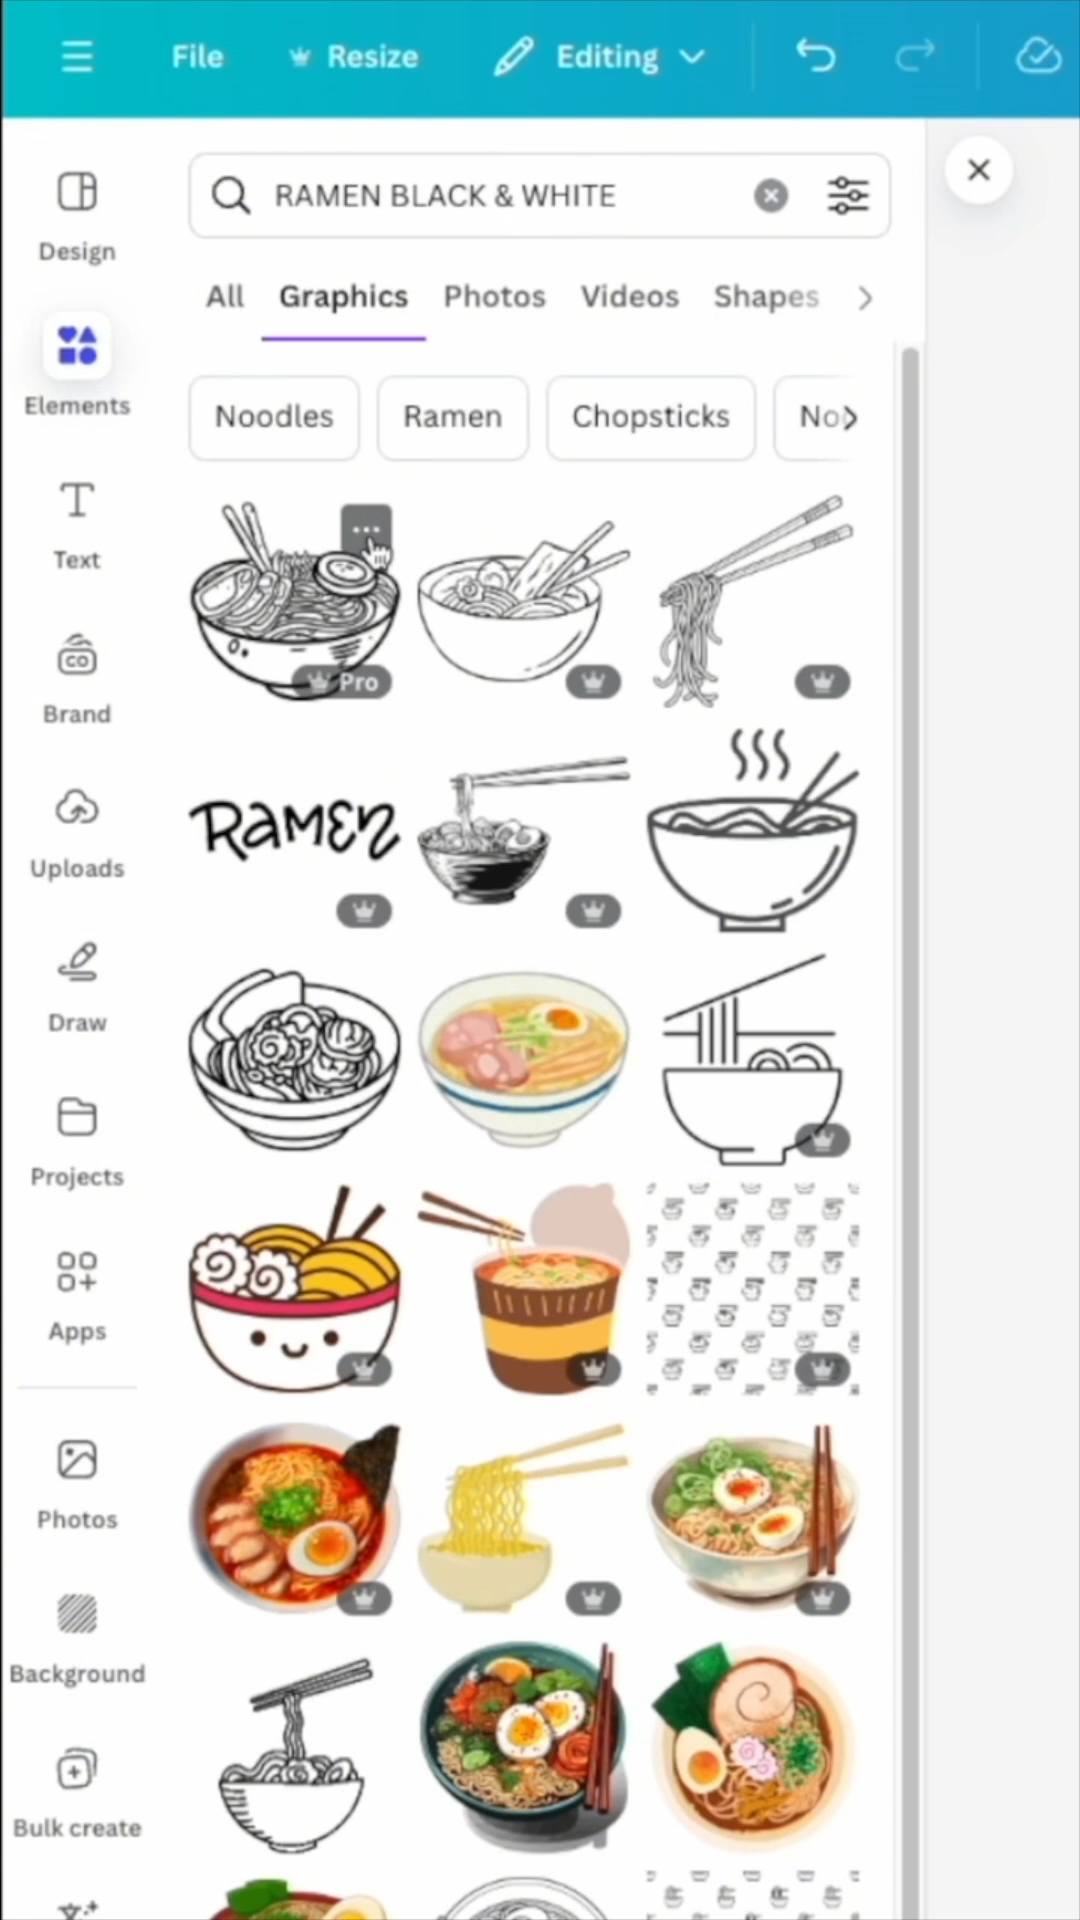 File Resize Editing
RAMEN BLACK & WHITE
All Graphics Photos Videos Shapes
Noodles Ramen Chopsticks
Design
Elements
Text
Brand
Uploads
Draw
Projects
Apps
Photos
Background
Bulk create
CO
Pro
RAMEN